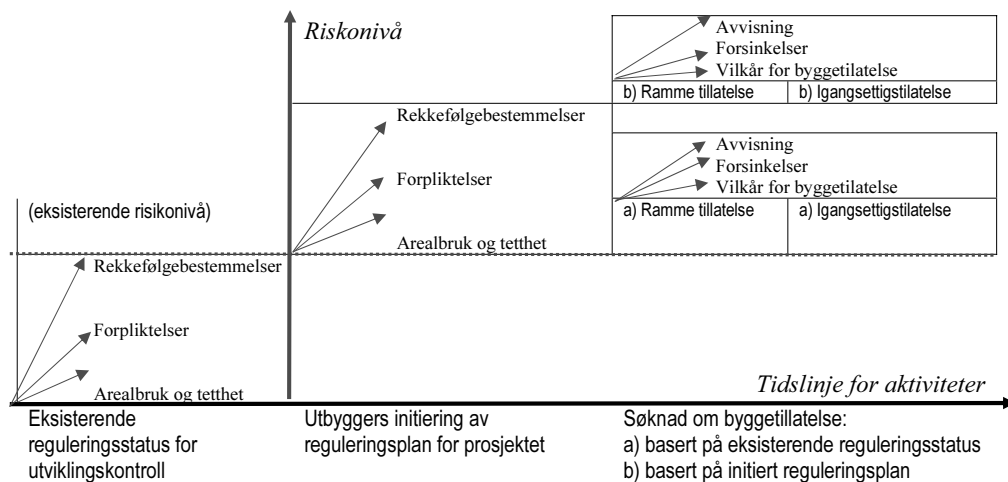 Riskonivå
Avvisning
Forsinkelser
Vilkår for byggetilatelse
b) Ramme tillatelse
b) Igangsettigstilatelse
Rekkefølgebestemmelser
Forpliktelser
Arealbruk og tetthet
Avvisning
Forsinkelser
Vilkår for byggetilatelse
a) Ramme tillatelse
a) Igangsettigstilatelse
(eksisterende risikonivå)
Rekkefølgebestemmelser
Forpliktelser
Arealbruk og tetthet
Tidslinje for aktiviteter
Eksisterende
reguleringsstatus for
utviklingskontroll
Utbyggers initiering av
reguleringsplan for prosjektet
Søknad om byggetillatelse:
a) basert på eksisterende reguleringsstatus
b) basert på initiert reguleringsplan